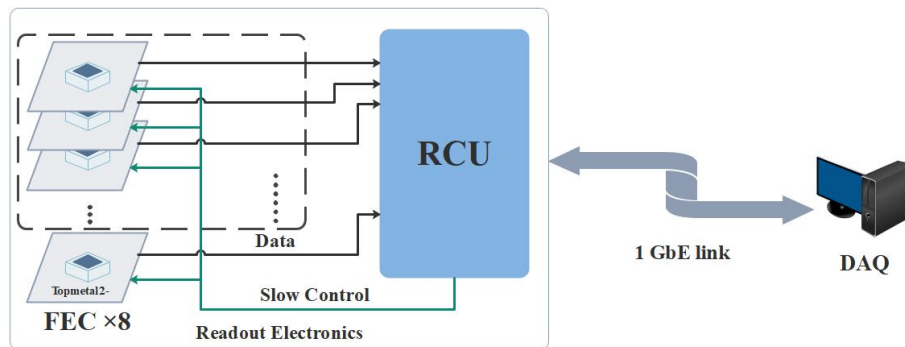 RCU
Data
1 GbE link
DAQ
Topmetal2-
Slow Control
FEC ×8
Readout Electronics